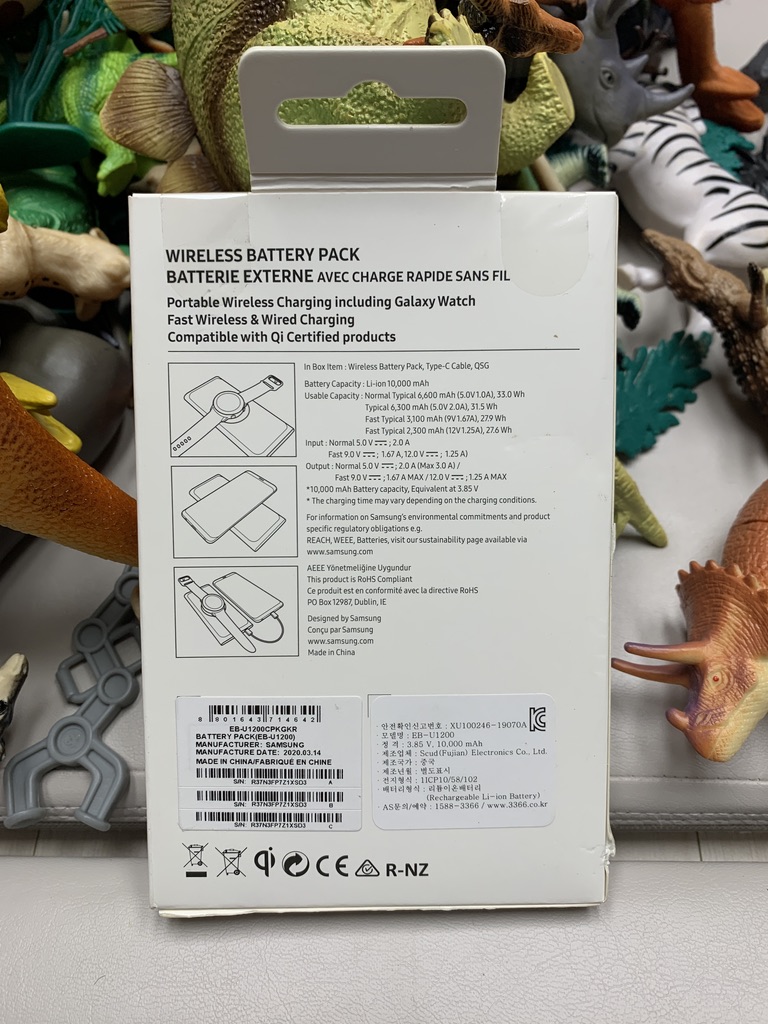 WIRELESS BATTERY PACK
BATTERIE EXTERNE AVEC CHARGE RAPIDE SANS FIL
Portable Wireless Charging including Galaxy Watch
Fast Wireless & Wired Charging
Compatible with Qi Certified products
In Box Item : Wireless Battery Pack, Type-C Cable, QSG
Battery Capacity : Li-ion 10,000 mAh
Usable Capacity : Normal Typical 6,600 mAh (5.0V1.0A), 33.0 Wh
Typical 6,300 mAh (5.0V 2.0A), 31.5 Wh
Fast Typical 3,100 mAh (9V1.67A), 27.9 Wh
Fast Typical 2,300 mAh (12V1.25A), 27.6 Wh
Input : Normal 5.0 V ⎓; 2.0 A
Fast 9.0 V ⎓; 1.67 A, 12.0 V ⎓; 1.25 A)
Output : Normal 5.0 V ⎓; 2.0 A (Max 3.0 A) /
Fast 9.0 V ⎓; 1.67 A MAX / 12.0 V ⎓; 1.25 A MAX
*10,000 mAh Battery capacity, Equivalent at 3.85 V
* The charging time may vary depending on the charging conditions.
For information on Samsung's environmental commitments and product
specific regulatory obligations e.g.
REACH, WEEE, Batteries, visit our sustainability page available via
www.samsung.com
AEEE Yönetmeliğine Uygundur
This product is RoHS Compliant
Ce produit est en conformité avec la directive RoHS
PO Box 12987, Dublin, IE
Designed by Samsung
Conçu par Samsung
www.samsung.com
Made in China
8 801643 714642
EB-U1200CPKGKR
BATTERY PACK(EB-U1200)
MANUFACTURER: SAMSUNG
MANUFACTURE DATE: 2020.03.14
MADE IN CHINA/FABRIQUÉ EN CHINE
S/N: R37N3FP7Z1XSD3 A
S/N: R37N3FP7Z1XSD3 B
S/N: R37N3FP7Z1XSD3 C
· 안전확인신고번호 : XU100246-19070A
· 모델명 : EB-U1200
· 정 격 : 3.85 V, 10,000 mAh
· 제조업체 : Scud(Fujian) Electronics Co., Ltd.
· 제조국가 : 중국
· 제조년월 : 별도표시
· 전지형식 : 1ICP10/58/102
· 배터리형식 : 리튬이온배터리
(Rechargeable Li-ion Battery)
· AS문의/예약 : 1588-3366 / www.3366.co.kr
qi CE R-NZ